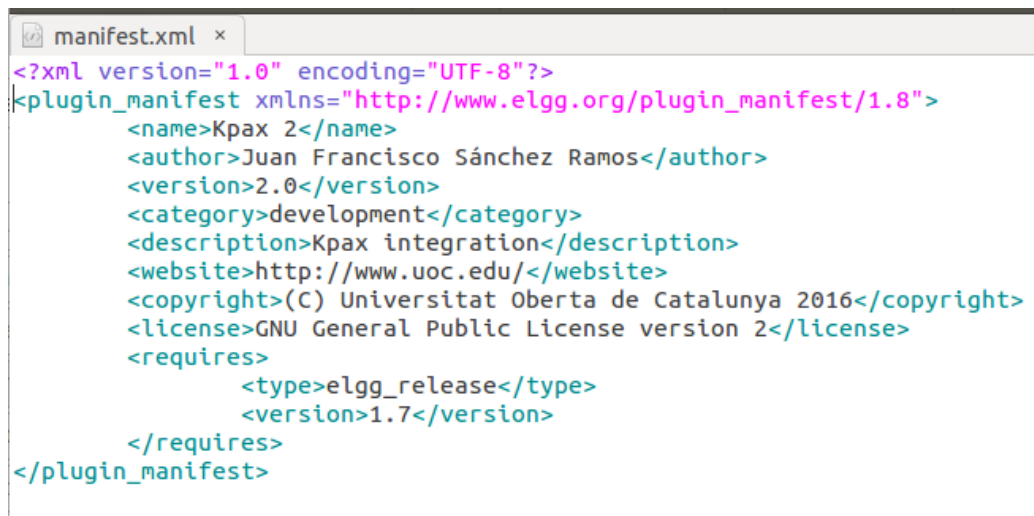 manifest.xml ×
<?xml version="1.0" encoding="UTF-8"?>
<plugin_manifest xmlns="http://www.elgg.org/plugin_manifest/1.8">
        <name>Kpax 2</name>
        <author>Juan Francisco Sánchez Ramos</author>
        <version>2.0</version>
        <category>development</category>
        <description>Kpax integration</description>
        <website>http://www.uoc.edu/</website>
        <copyright>(C) Universitat Oberta de Catalunya 2016</copyright>
        <license>GNU General Public License version 2</license>
        <requires>
                <type>elgg_release</type>
                <version>1.7</version>
        </requires>
</plugin_manifest>